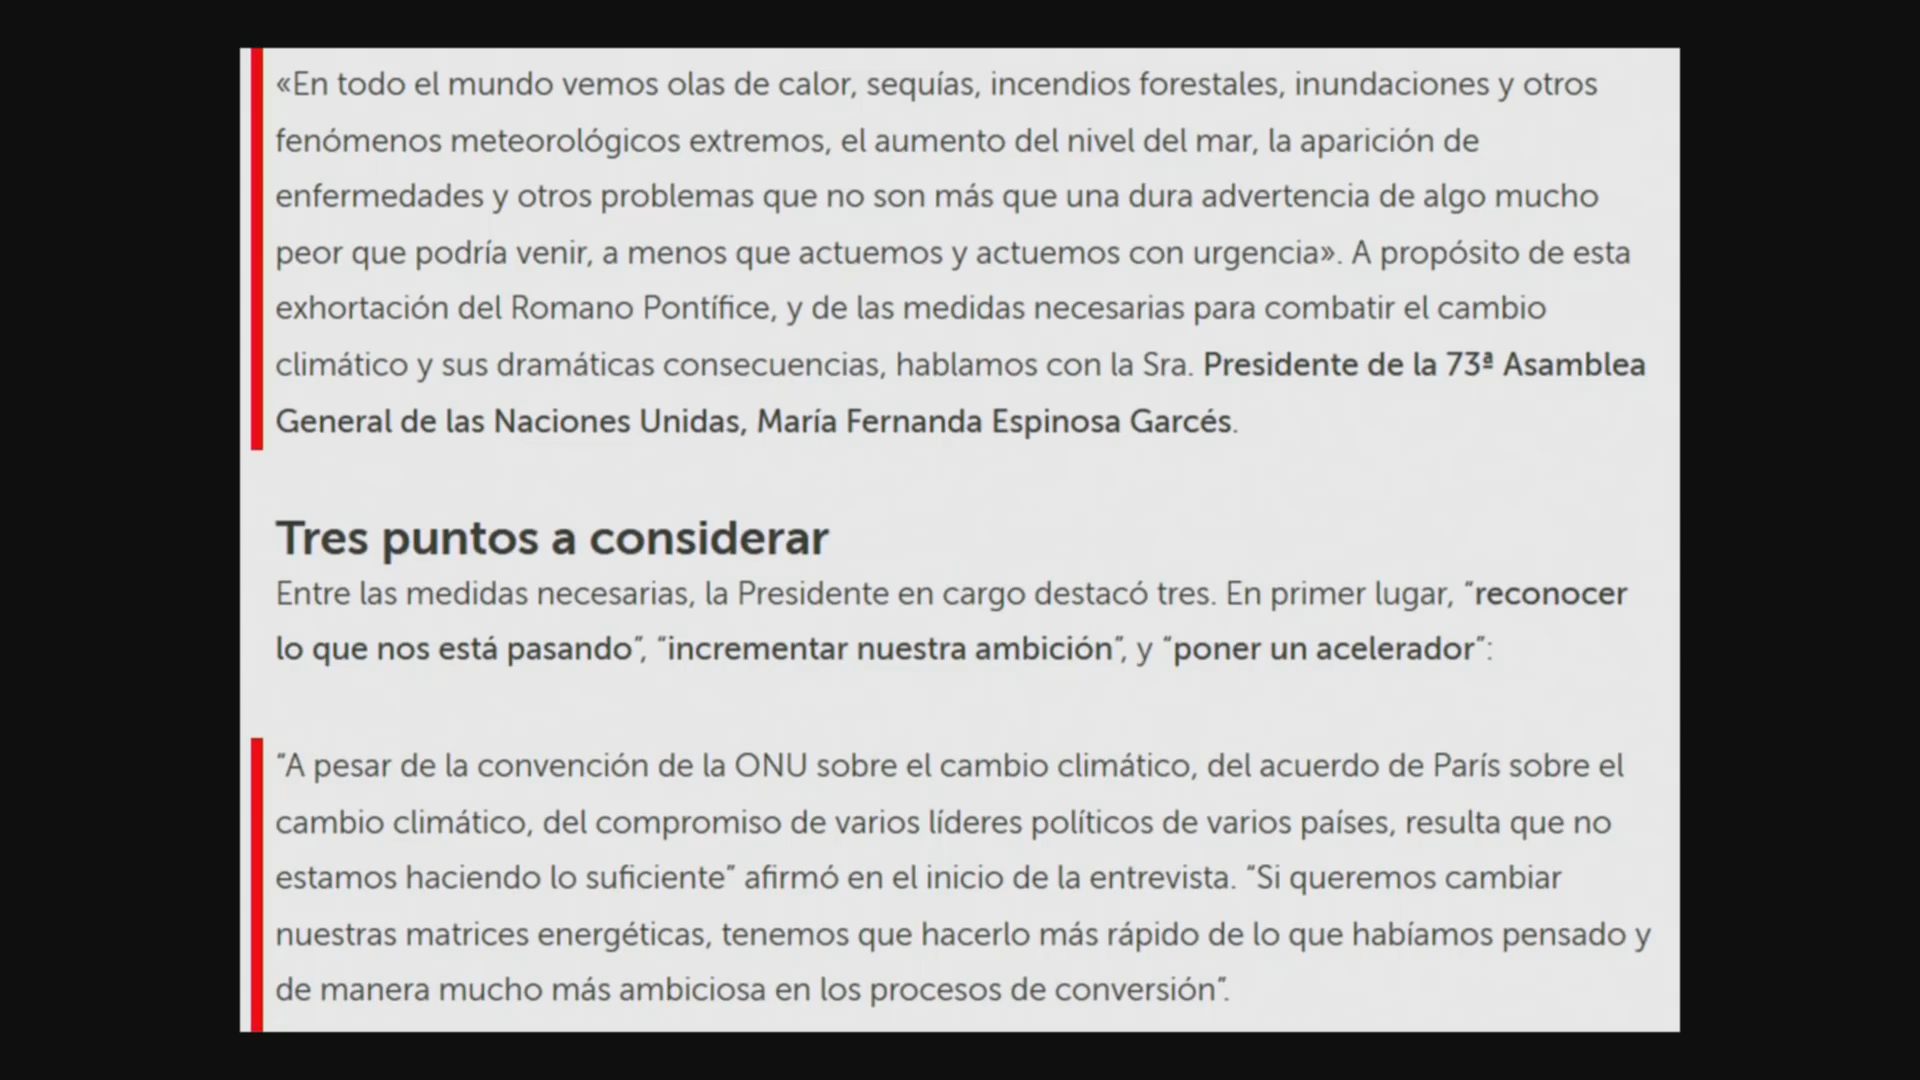 «En todo el mundo vemos olas de calor, sequías, incendios forestales, inundaciones y otros
fenómenos meteorológicos extremos, el aumento del nivel del mar, la aparición de
enfermedades y otros problemas que no son más que una dura advertencia de algo mucho
peor que podría venir, a menos que actuemos y actuemos con urgencia». A propósito de esta
exhortación del Romano Pontífice, y de las medidas necesarias para combatir el cambio
climático y sus dramáticas consecuencias, hablamos con la Sra. Presidente de la 73ª Asamblea
General de las Naciones Unidas, María Fernanda Espinosa Garcés.
Tres puntos a considerar
Entre las medidas necesarias, la Presidente en cargo destacó tres. En primer lugar, “reconocer
lo que nos está pasando”, “incrementar nuestra ambición”, y “poner un acelerador”:
“A pesar de la convención de la ONU sobre el cambio climático, del acuerdo de París sobre el
cambio climático, del compromiso de varios líderes políticos de varios países, resulta que no
estamos haciendo lo suficiente” afirmó en el inicio de la entrevista. “Si queremos cambiar
nuestras matrices energéticas, tenemos que hacerlo más rápido de lo que habíamos pensado y
de manera mucho más ambiciosa en los procesos de conversión”.